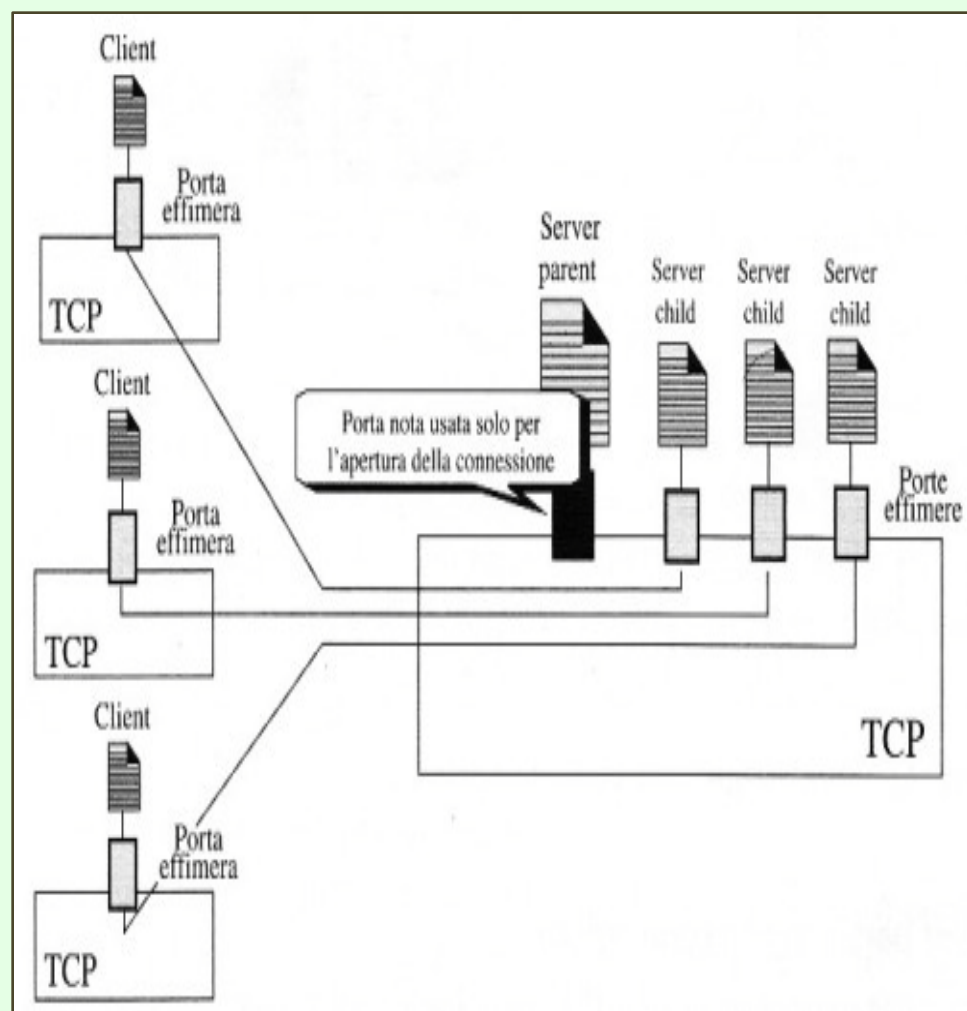 Client
Porta
effimera
TCP
Client
Porta
effimera
TCP
Client
Porta
effimera
TCP
Server
parent
Server
child
Server
child
Server
child
Porta nota usata solo per
l'apertura della connessione
Porte
effimere
TCP